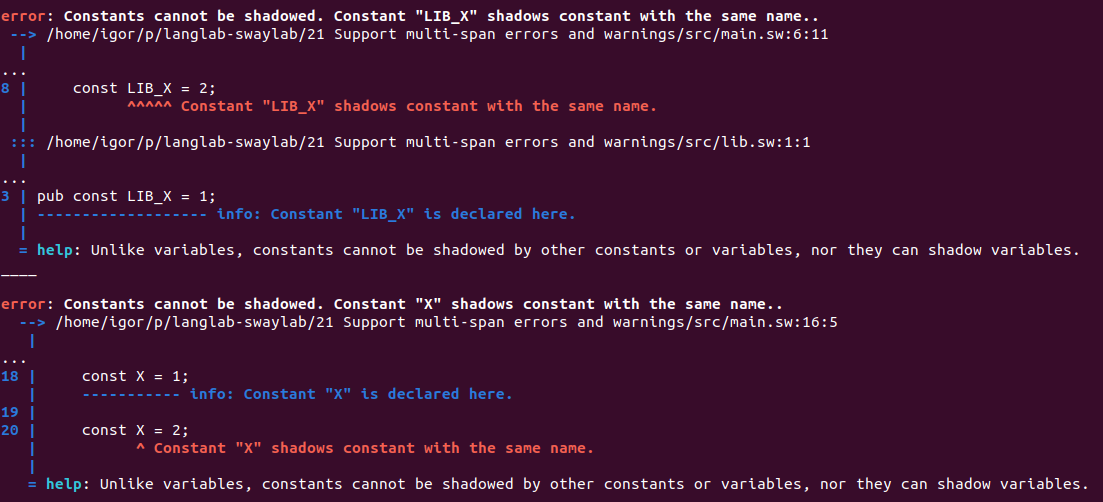 error: Constants cannot be shadowed. Constant "LIB_X" shadows constant with the same name..
 --> /home/igor/p/langlab-swaylab/21 Support multi-span errors and warnings/src/main.sw:6:11
  |
...
8 |     const LIB_X = 2;
  |           ^^^^^ Constant "LIB_X" shadows constant with the same name.
  |
 ::: /home/igor/p/langlab-swaylab/21 Support multi-span errors and warnings/src/lib.sw:1:1
  |
...
3 | pub const LIB_X = 1;
  | ------------------- info: Constant "LIB_X" is declared here.
  |
  = help: Unlike variables, constants cannot be shadowed by other constants or variables, nor they can shadow variables.
____
error: Constants cannot be shadowed. Constant "X" shadows constant with the same name..
  --> /home/igor/p/langlab-swaylab/21 Support multi-span errors and warnings/src/main.sw:16:5
   |
...
18 |     const X = 1;
   |     ----------- info: Constant "X" is declared here.
19 |
20 |     const X = 2;
   |           ^ Constant "X" shadows constant with the same name.
   |
   = help: Unlike variables, constants cannot be shadowed by other constants or variables, nor they can shadow variables.